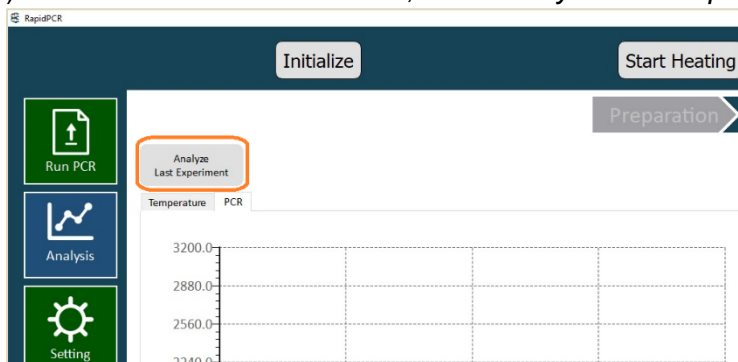 RapidPCR
Initialize
Start Heating
Preparation
Run PCR
Analyze
Last Experiment
Temperature
PCR
Analysis
3200.0
2880.0
2560.0
Setting